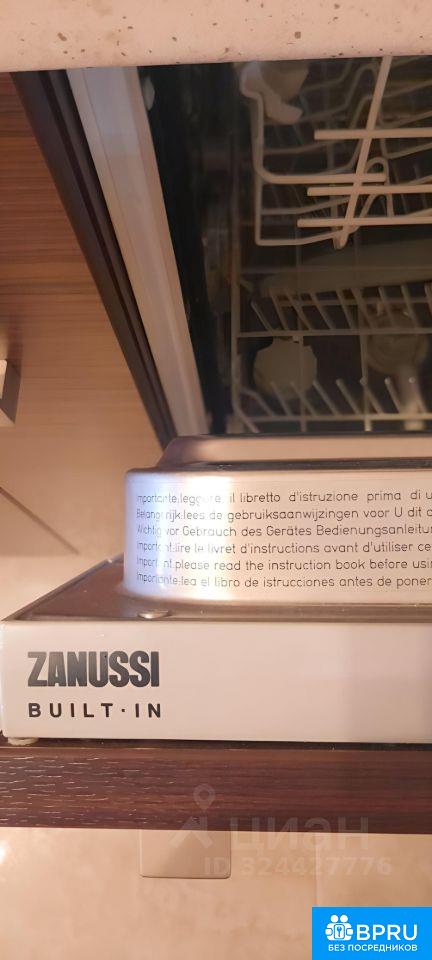 Importante:leggere il libretto d'istruzione prima di u
Belangrijk:lees de gebruiksaanwijzingen voor U dit
Wichtig:vor Gebrauch des Gerätes Bedienungsanleitun
Important:lire le livret d'instructions avant d'utiliser ce
Important:please read the instruction book before usin
Importante:lea el libro de istrucciones antes de poner
ZANUSSI
BUILT·IN
циан
ID 324427776
BPRU
БЕЗ ПОСРЕДНИКОВ